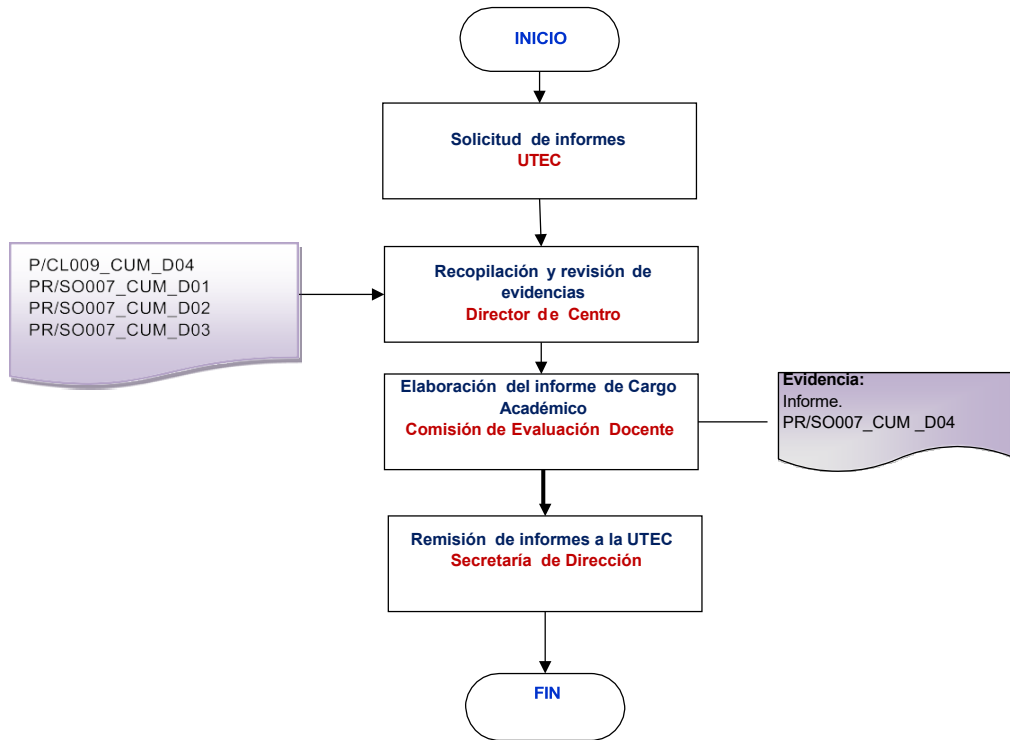 INICIO
Solicitud de informes
UTEC
P/CL009_CUM_D04
PR/SO007_CUM_D01
PR/SO007_CUM_D02
PR/SO007_CUM_D03
Recopilación y revisión de
evidencias
Director de Centro
Elaboración del informe de Cargo
Académico
Comisión de Evaluación Docente
Evidencia:
Informe.
PR/SO007_CUM _D04
Remisión de informes a la UTEC
Secretaría de Dirección
FIN